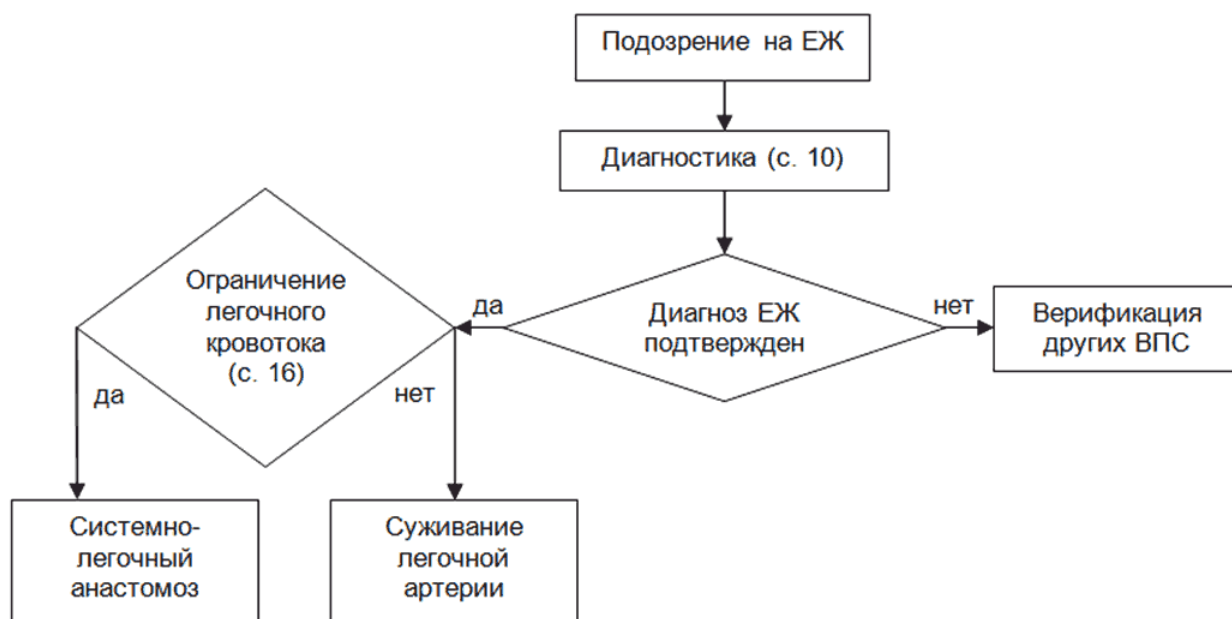 Подозрение на ЕЖ
Диагностика (с. 10)
Ограничение
легочного
кровотока
(с. 16)
да
Диагноз ЕЖ
подтвержден
нет
Верификация
других ВПС
да
нет
Системно-
легочный
анастомоз
Суживание
легочной
артерии